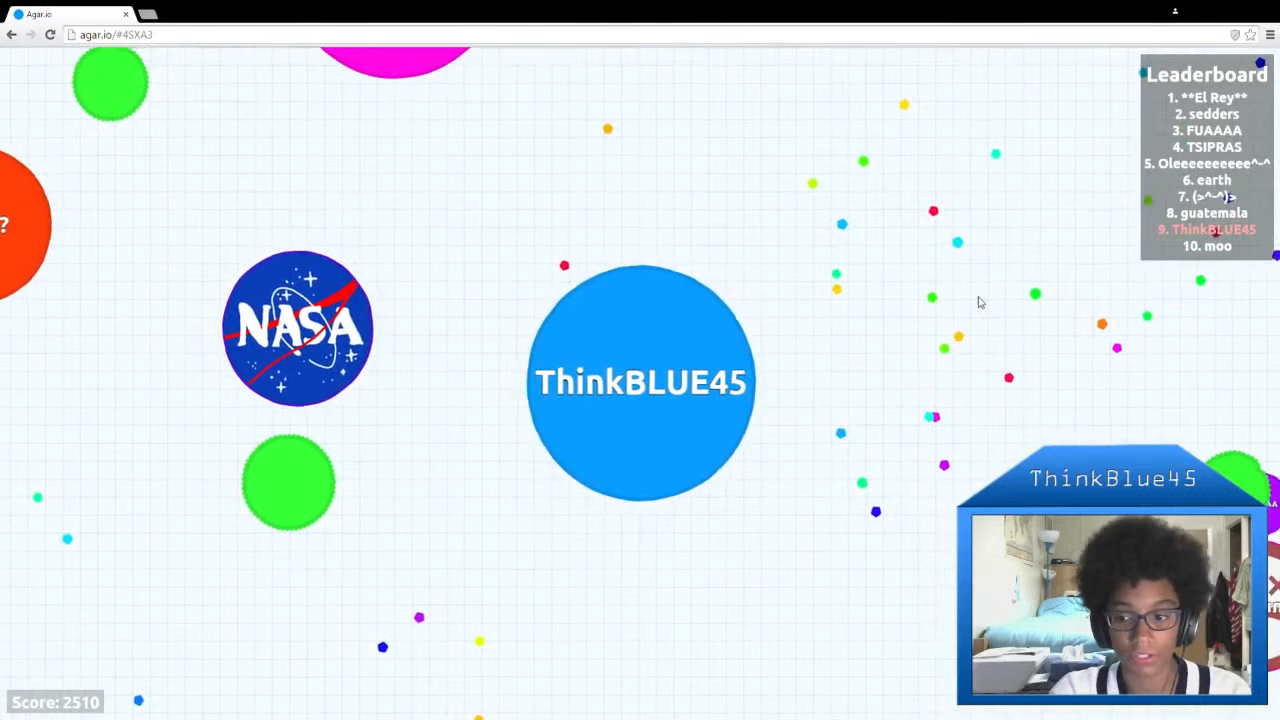 Agar.io
agar.io/#4SXA3
Leaderboard
1. **El Rey**
2. sedders
3. FUAAAA
4. TSIPRAS
5. Oleeeeeeeeee^-^
6. earth
7. (>^-^)>
8. guatemala
9. ThinkBLUE45
10. moo
?
NASA
ThinkBLUE45
ThinkBlue45
Score: 2510